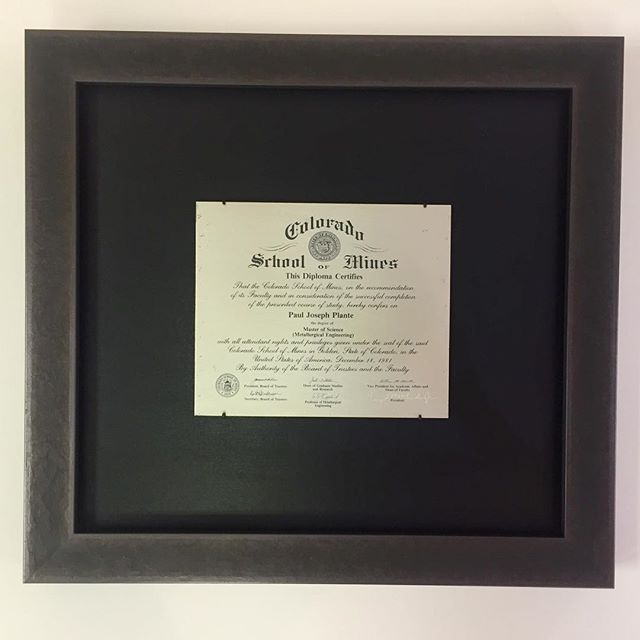 Colorado
School of Mines
This Diploma Certifies
That the Colorado School of Mines, on the recommendation
of its Faculty and in consideration of the successful completion
of the prescribed course of study, hereby confers on
Paul Joseph Plante
the degree of
Master of Science
(Metallurgical Engineering)
with all attendant rights and privileges given under the seal of the said
Colorado School of Mines in Golden, State of Colorado, in the
United States of America, December 18, 1981
By Authority of the Board of Trustees and the Faculty
President, Board of Trustees
Dean of Graduate Studies
and Research
Vice President for Academic Affairs and
Dean of Faculty
Secretary, Board of Trustees
Professor of Metallurgical
Engineering
President